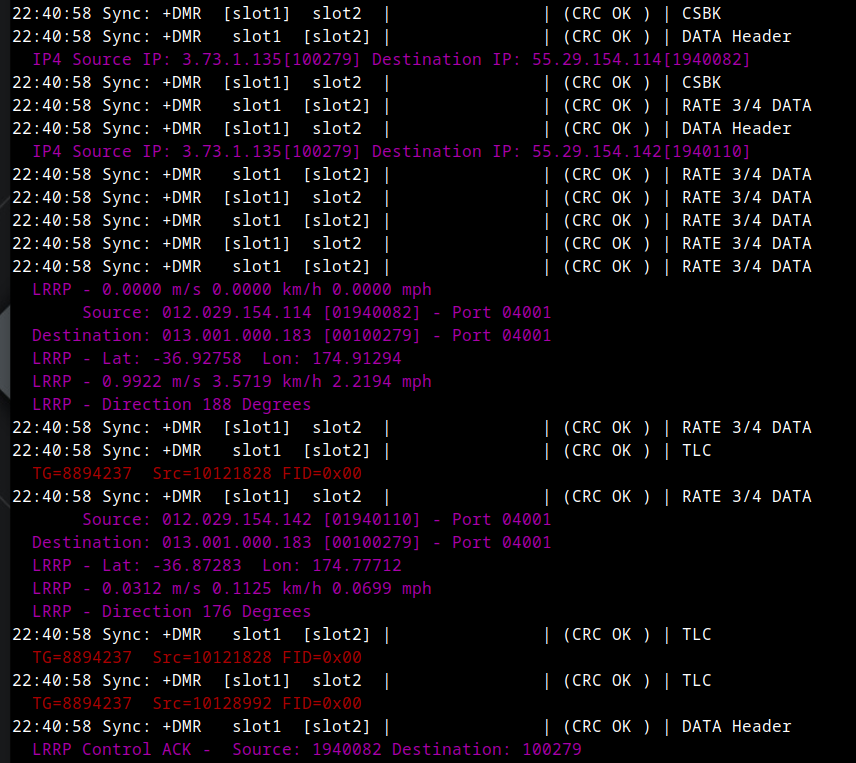 22:40:58 Sync: +DMR  [slot1]  slot2  |               | (CRC OK ) | CSBK
22:40:58 Sync: +DMR   slot1  [slot2] |               | (CRC OK ) | DATA Header
  IP4 Source IP: 3.73.1.135[100279] Destination IP: 55.29.154.114[1940082]
22:40:58 Sync: +DMR  [slot1]  slot2  |               | (CRC OK ) | CSBK
22:40:58 Sync: +DMR   slot1  [slot2] |               | (CRC OK ) | RATE 3/4 DATA
22:40:58 Sync: +DMR  [slot1]  slot2  |               | (CRC OK ) | DATA Header
  IP4 Source IP: 3.73.1.135[100279] Destination IP: 55.29.154.142[1940110]
22:40:58 Sync: +DMR   slot1  [slot2] |               | (CRC OK ) | RATE 3/4 DATA
22:40:58 Sync: +DMR  [slot1]  slot2  |               | (CRC OK ) | RATE 3/4 DATA
22:40:58 Sync: +DMR   slot1  [slot2] |               | (CRC OK ) | RATE 3/4 DATA
22:40:58 Sync: +DMR  [slot1]  slot2  |               | (CRC OK ) | RATE 3/4 DATA
22:40:58 Sync: +DMR   slot1  [slot2] |               | (CRC OK ) | RATE 3/4 DATA
  LRRP - 0.0000 m/s 0.0000 km/h 0.0000 mph
       Source: 012.029.154.114 [01940082] - Port 04001
  Destination: 013.001.000.183 [00100279] - Port 04001
  LRRP - Lat: -36.92758  Lon: 174.91294
  LRRP - 0.9922 m/s 3.5719 km/h 2.2194 mph
  LRRP - Direction 188 Degrees
22:40:58 Sync: +DMR  [slot1]  slot2  |               | (CRC OK ) | RATE 3/4 DATA
22:40:58 Sync: +DMR   slot1  [slot2] |               | (CRC OK ) | TLC
  TG=8894237  Src=10121828 FID=0x00
22:40:58 Sync: +DMR  [slot1]  slot2  |               | (CRC OK ) | RATE 3/4 DATA
       Source: 012.029.154.142 [01940110] - Port 04001
  Destination: 013.001.000.183 [00100279] - Port 04001
  LRRP - Lat: -36.87283  Lon: 174.77712
  LRRP - 0.0312 m/s 0.1125 km/h 0.0699 mph
  LRRP - Direction 176 Degrees
22:40:58 Sync: +DMR   slot1  [slot2] |               | (CRC OK ) | TLC
  TG=8894237  Src=10121828 FID=0x00
22:40:58 Sync: +DMR  [slot1]  slot2  |               | (CRC OK ) | TLC
  TG=8894237  Src=10128992 FID=0x00
22:40:58 Sync: +DMR   slot1  [slot2] |               | (CRC OK ) | DATA Header
  LRRP Control ACK -  Source: 1940082 Destination: 100279